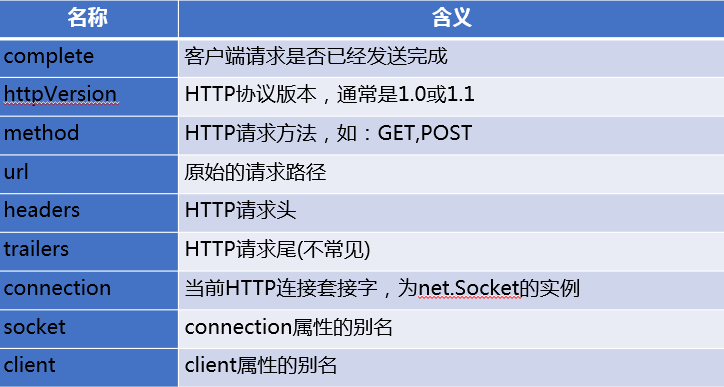 名称 含义
complete 客户端请求是否已经发送完成
httpVersion HTTP协议版本，通常是1.0或1.1
method HTTP请求方法，如：GET,POST
url 原始的请求路径
headers HTTP请求头
trailers HTTP请求尾(不常见)
connection 当前HTTP连接套接字，为net.Socket的实例
socket connection属性的别名
client client属性的别名